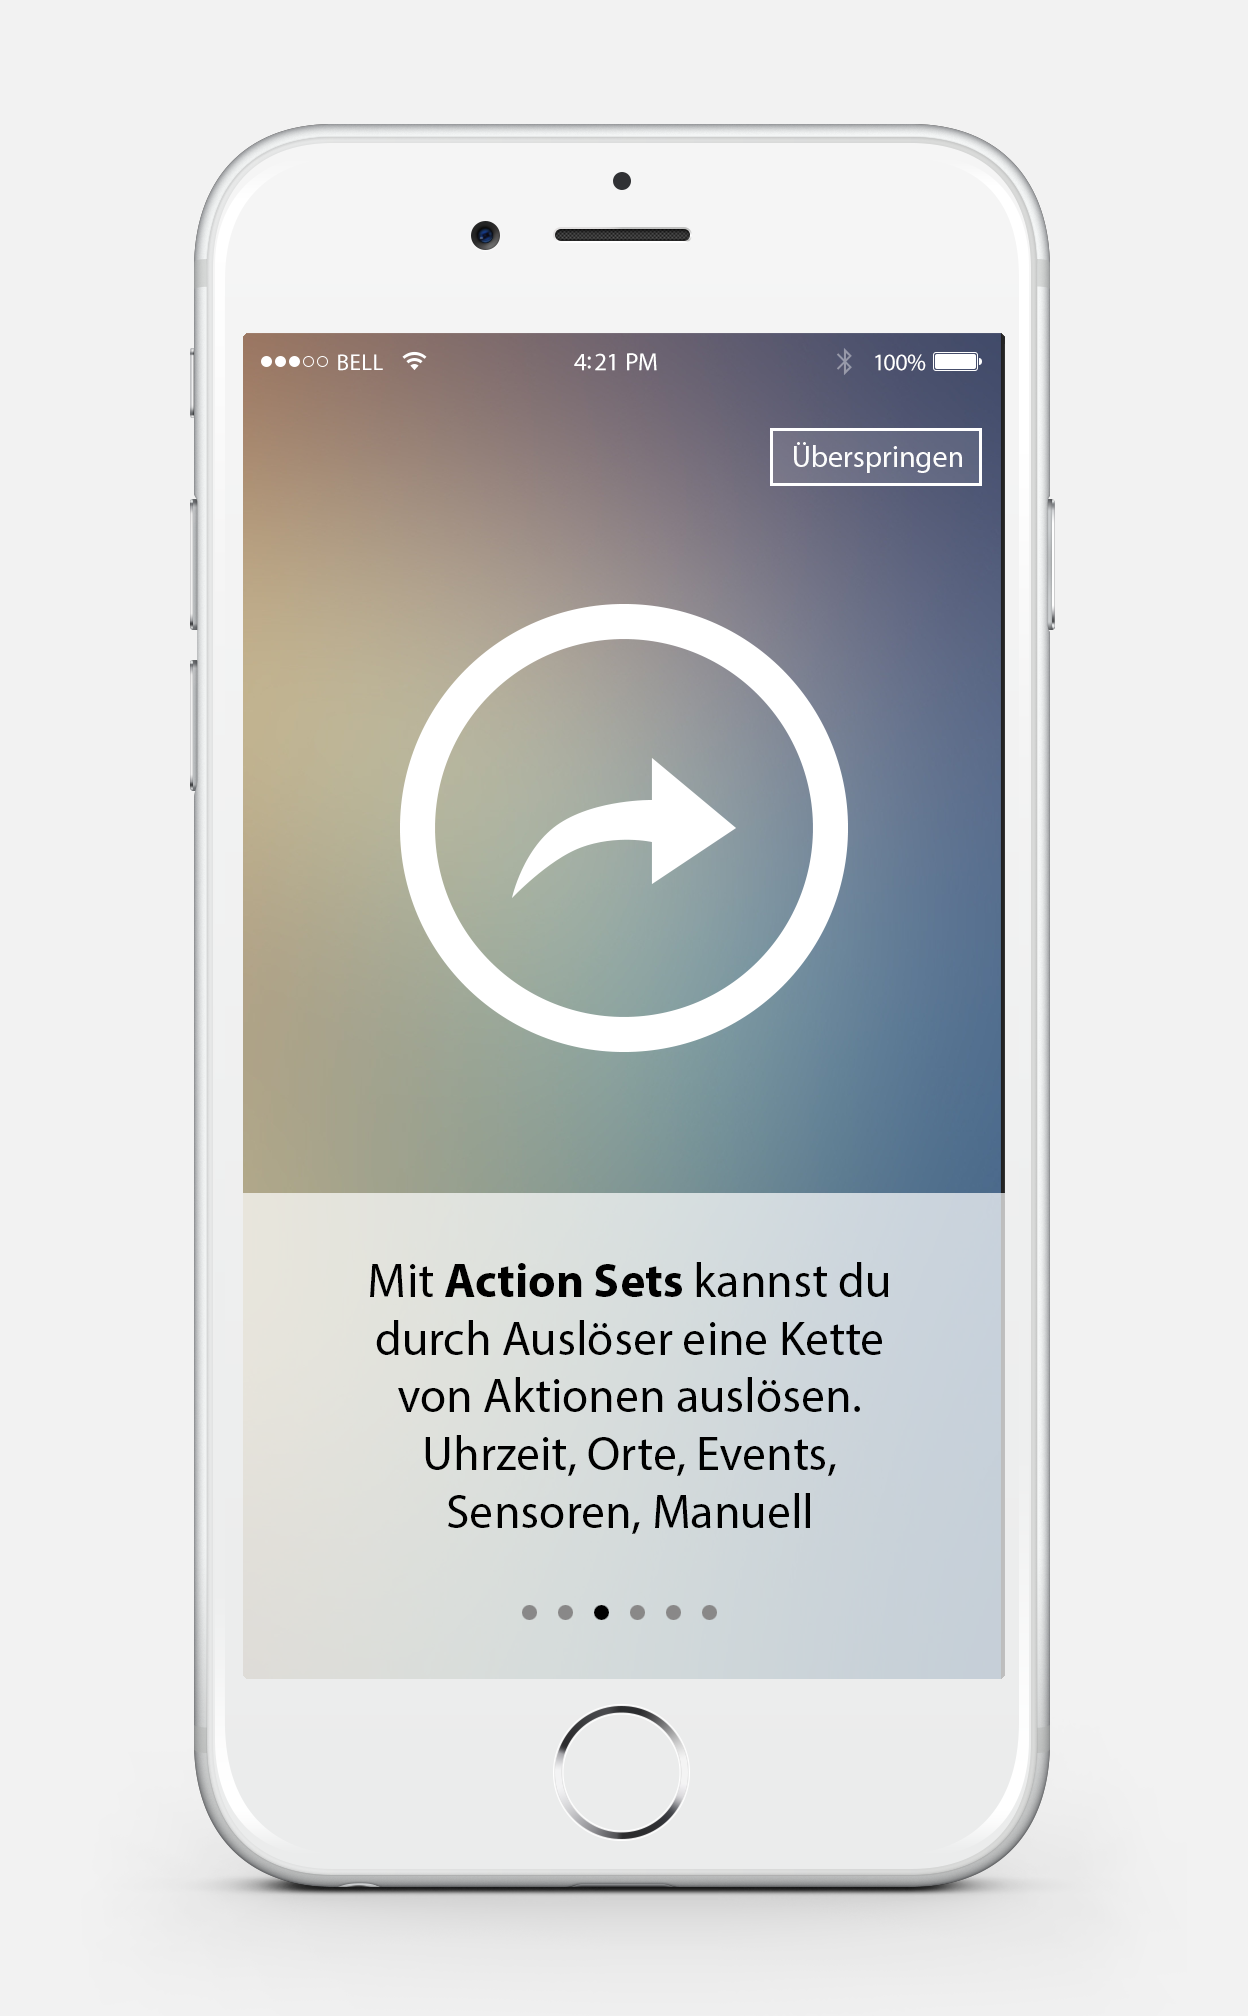 BELL 4:21 PM 100%
Überspringen
Mit Action Sets kannst du
durch Auslöser eine Kette
von Aktionen auslösen.
Uhrzeit, Orte, Events,
Sensoren, Manuell